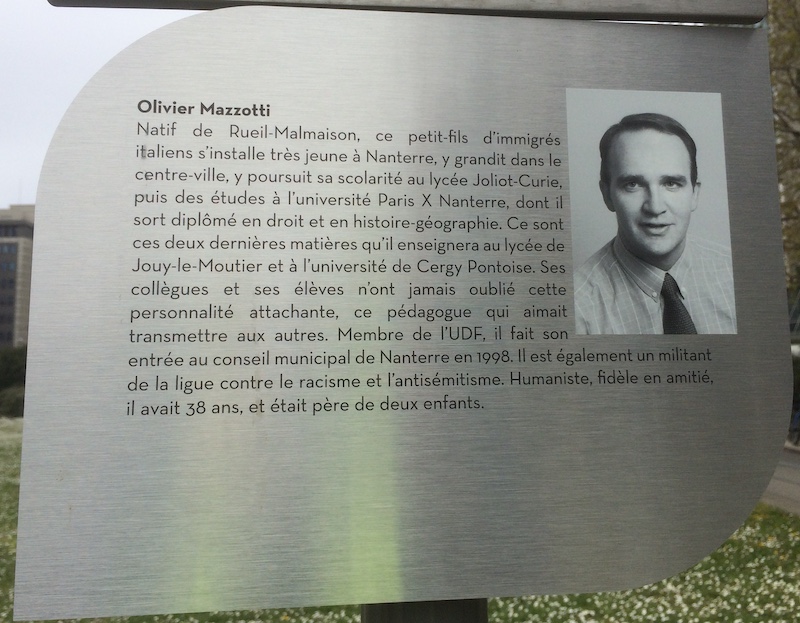 Olivier Mazzotti
Natif de Rueil-Malmaison, ce petit-fils d'immigrés
italiens s'installe très jeune à Nanterre, y grandit dans le
centre-ville, y poursuit sa scolarité au lycée Joliot-Curie,
puis des études à l'université Paris X Nanterre, dont il
sort diplômé en droit et en histoire-géographie. Ce sont
ces deux dernières matières qu'il enseignera au lycée de
Jouy-le-Moutier et à l'université de Cergy Pontoise. Ses
collègues et ses élèves n'ont jamais oublié cette
personnalité attachante, ce pédagogue qui aimait
transmettre aux autres. Membre de l'UDF, il fait son
entrée au conseil municipal de Nanterre en 1998. Il est également un militant
de la ligue contre le racisme et l'antisémitisme. Humaniste, fidèle en amitié,
il avait 38 ans, et était père de deux enfants.